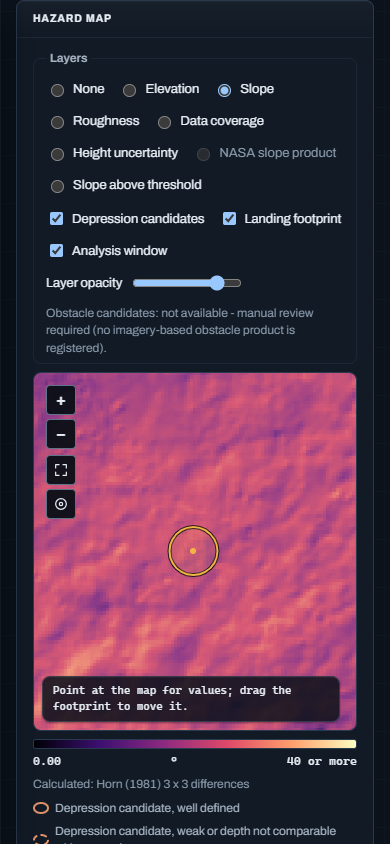 HAZARD MAP
Layers
None Elevation Slope
Roughness Data coverage
Height uncertainty NASA slope product
Slope above threshold
Depression candidates Landing footprint
Analysis window
Layer opacity
Obstacle candidates: not available - manual review
required (no imagery-based obstacle product is
registered).
+
−
Point at the map for values; drag the
footprint to move it.
0.00 ° 40 or more
Calculated: Horn (1981) 3 x 3 differences
Depression candidate, well defined
Depression candidate, weak or depth not comparable